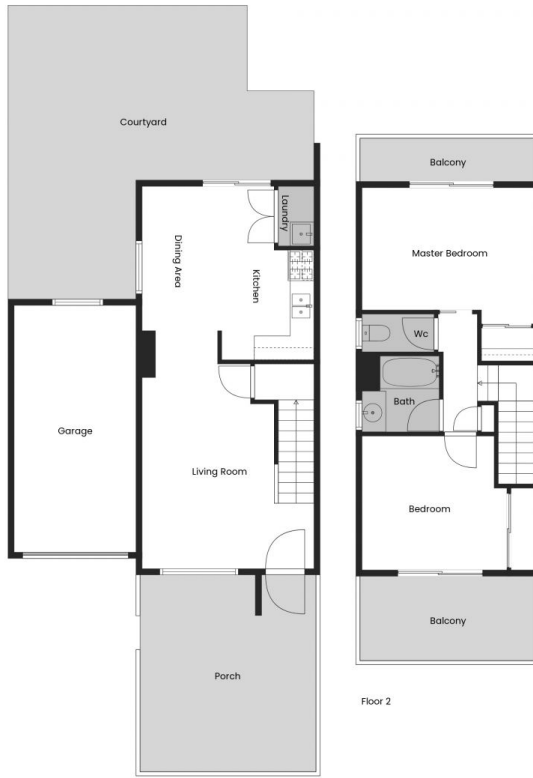 Courtyard
Laundry
Dining Area
Kitchen
Garage
Living Room
Porch
Balcony
Master Bedroom
Wc
Bath
Bedroom
Balcony
Floor 2